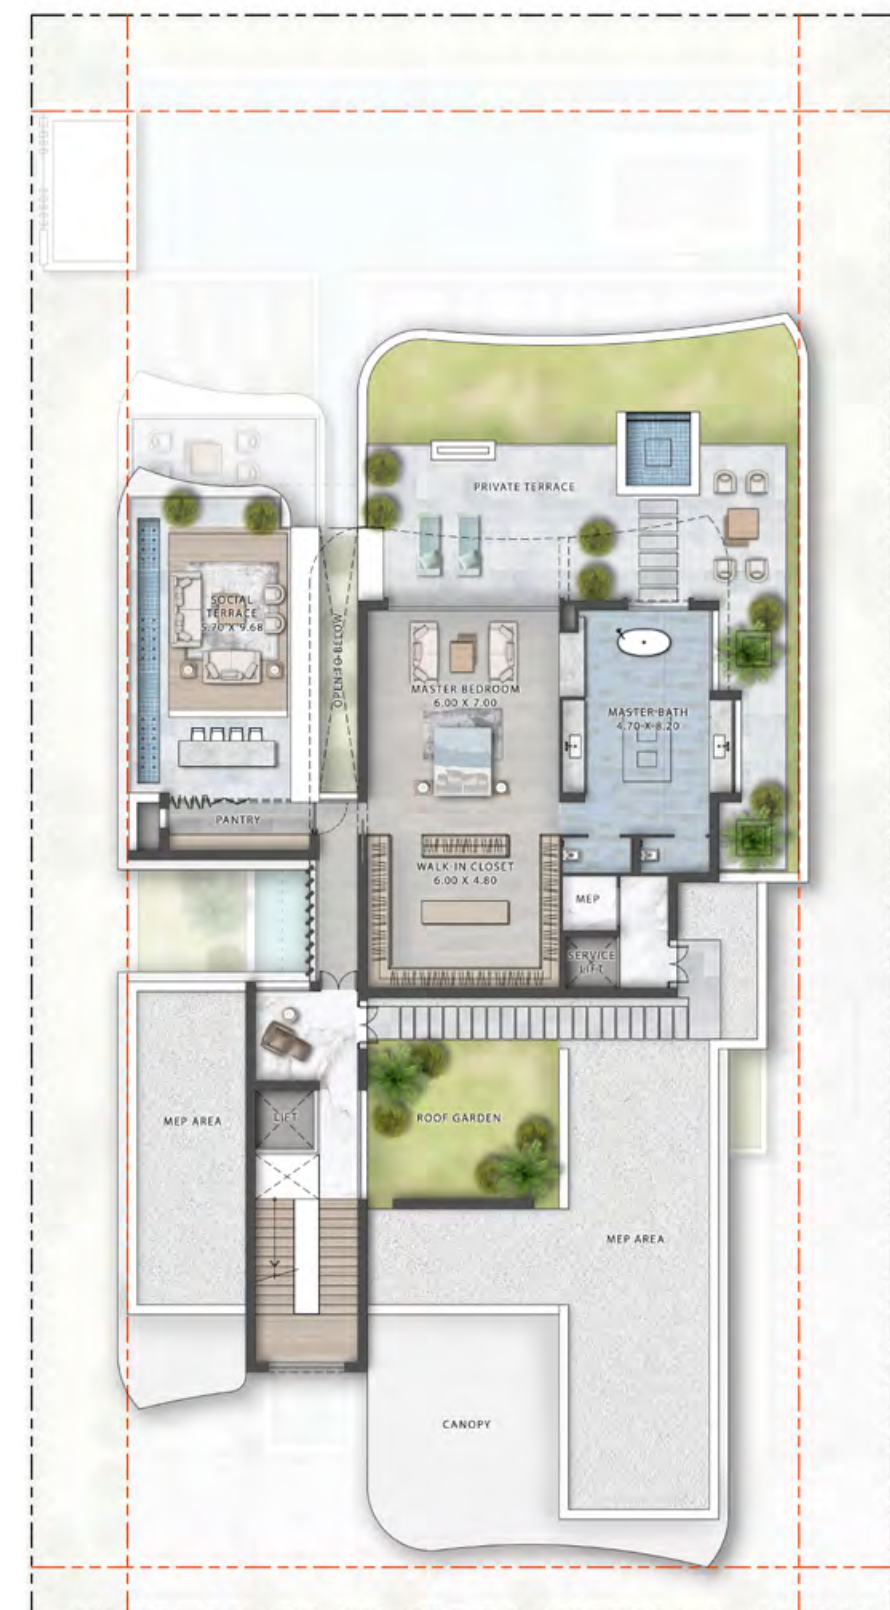 PRIVATE TERRACE
SOCIAL
TERRACE
5.70 X 9.68
OPEN TO BELOW
MASTER BEDROOM
6.00 X 7.00
MASTER BATH
4.70 X 8.20
PANTRY
WALK-IN CLOSET
6.00 X 4.80
MEP
SERVICE
LIFT
MEP AREA
LIFT
ROOF GARDEN
MEP AREA
CANOPY